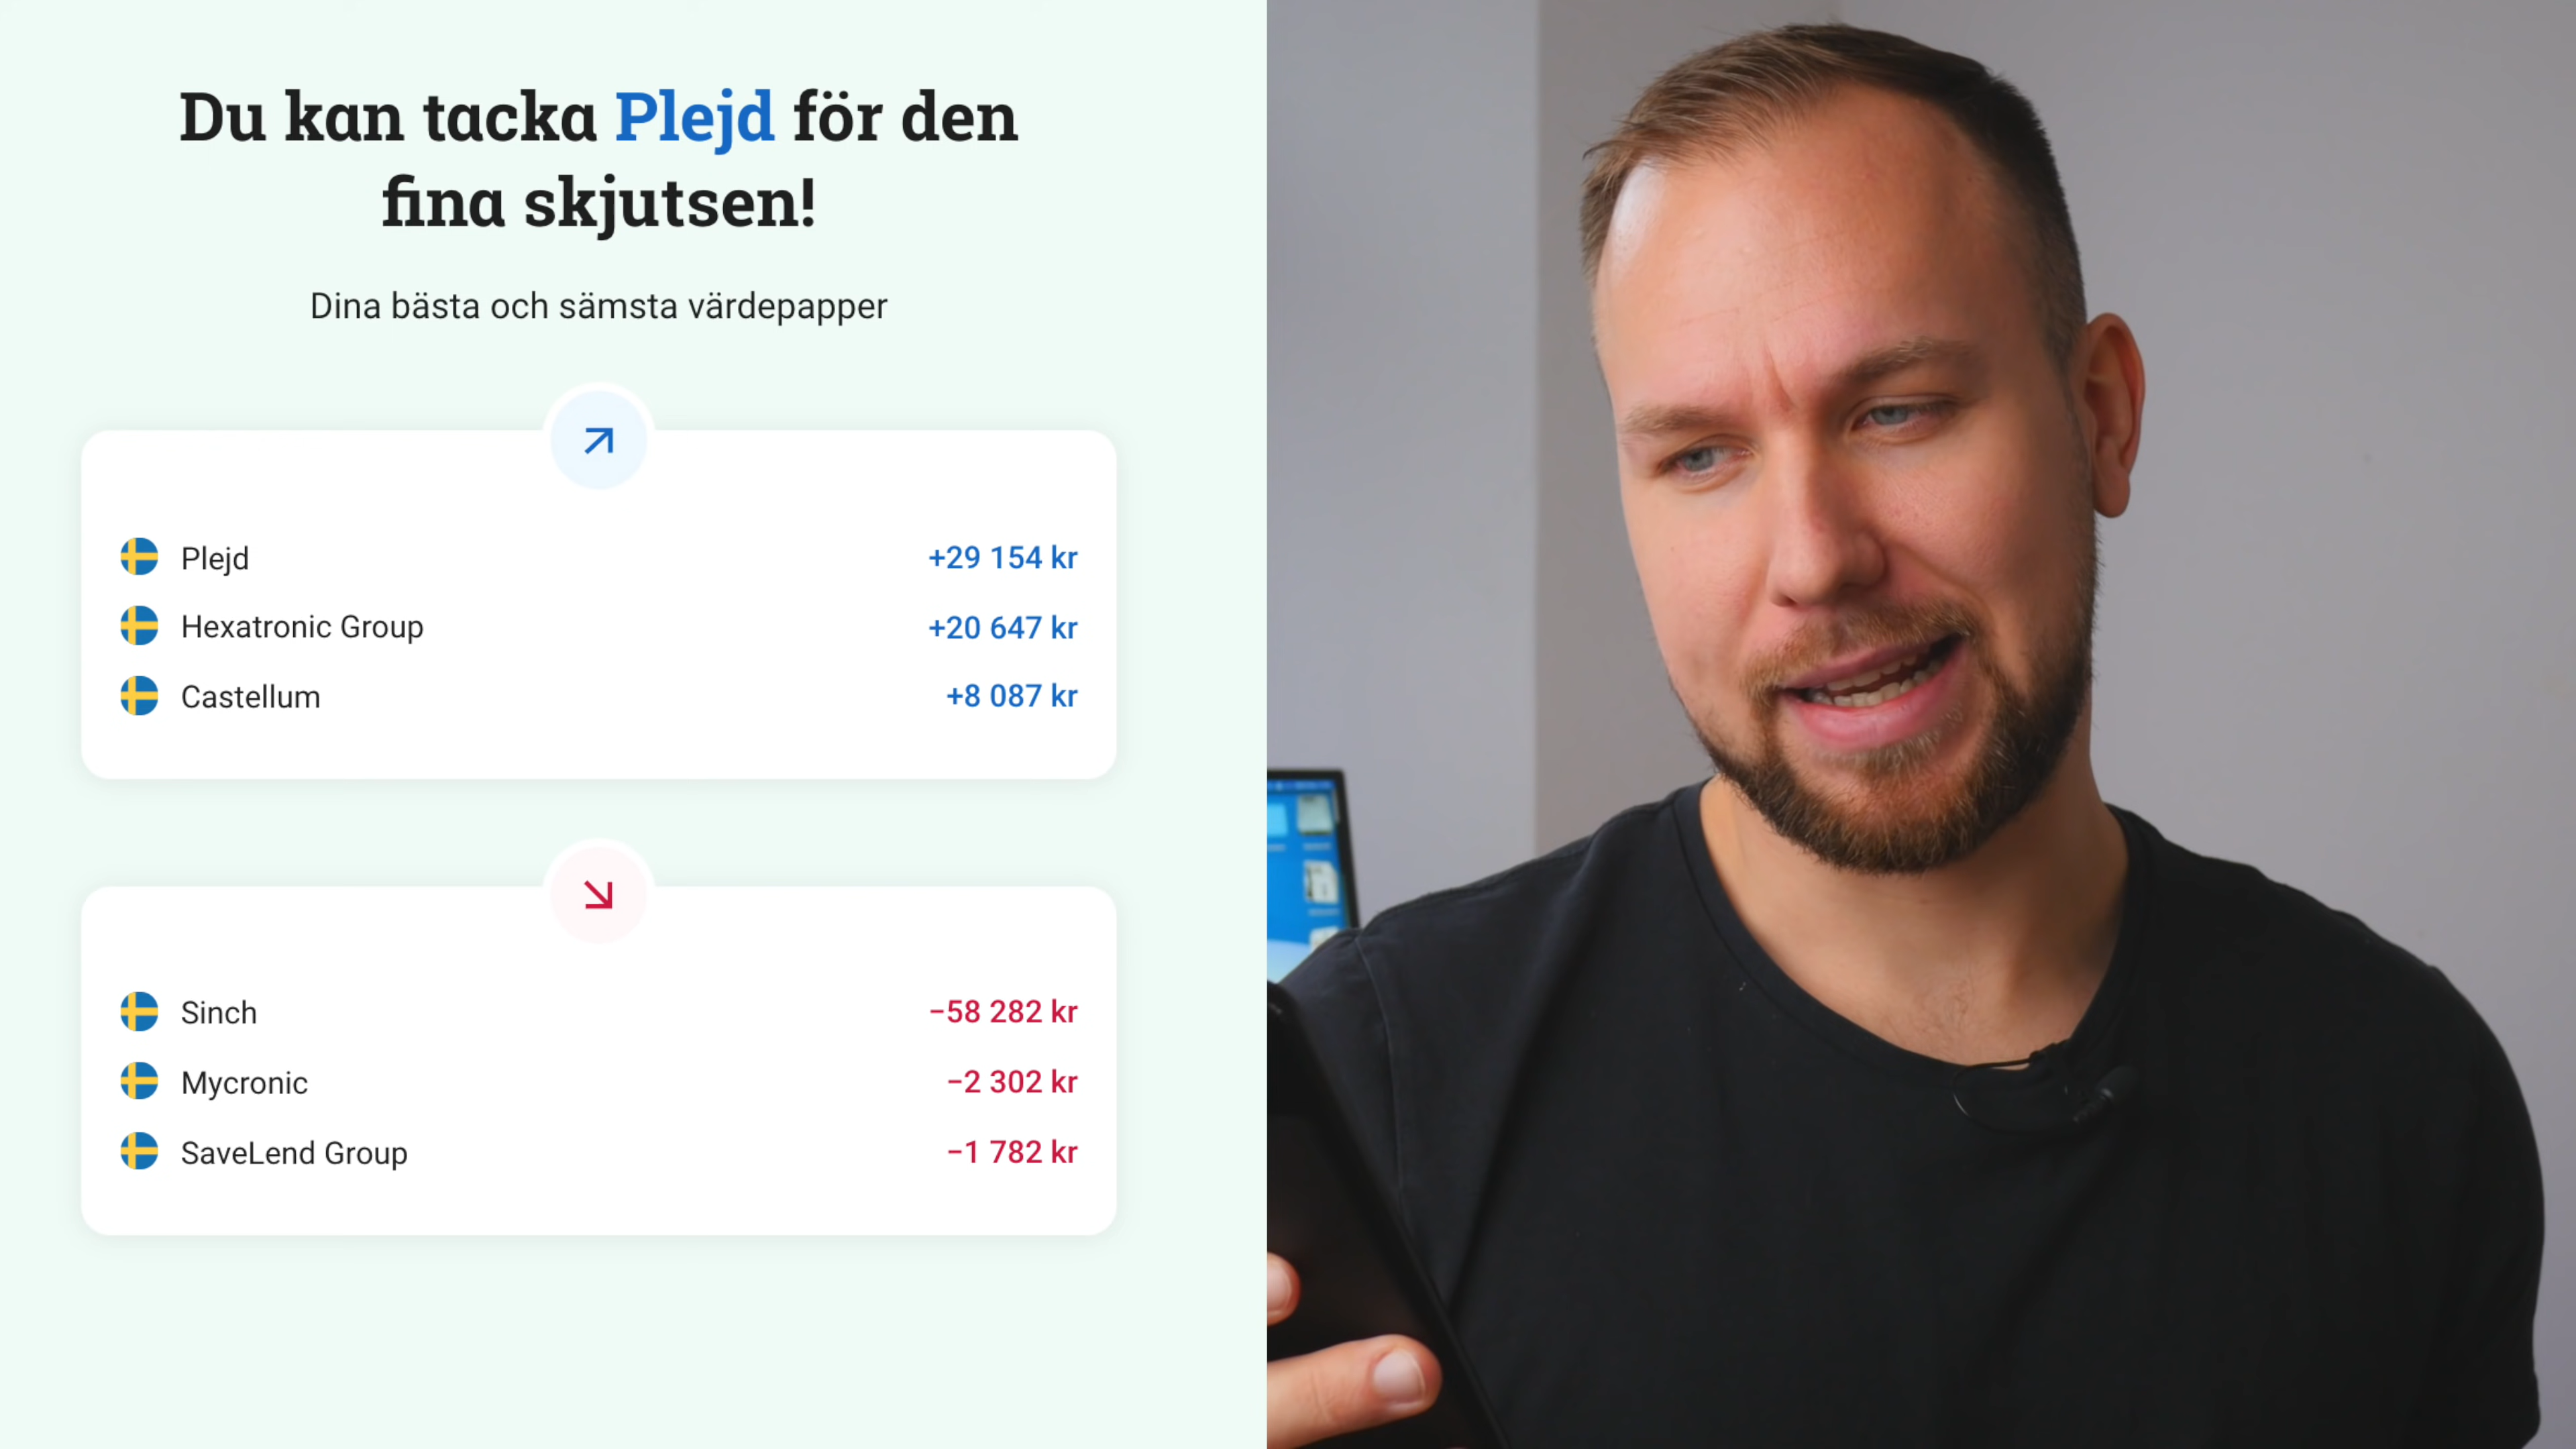 Du kan tacka Plejd för den
fina skjutsen!
Dina bästa och sämsta värdepapper
Plejd +29 154 kr
Hexatronic Group +20 647 kr
Castellum +8 087 kr
Sinch −58 282 kr
Mycronic −2 302 kr
SaveLend Group −1 782 kr